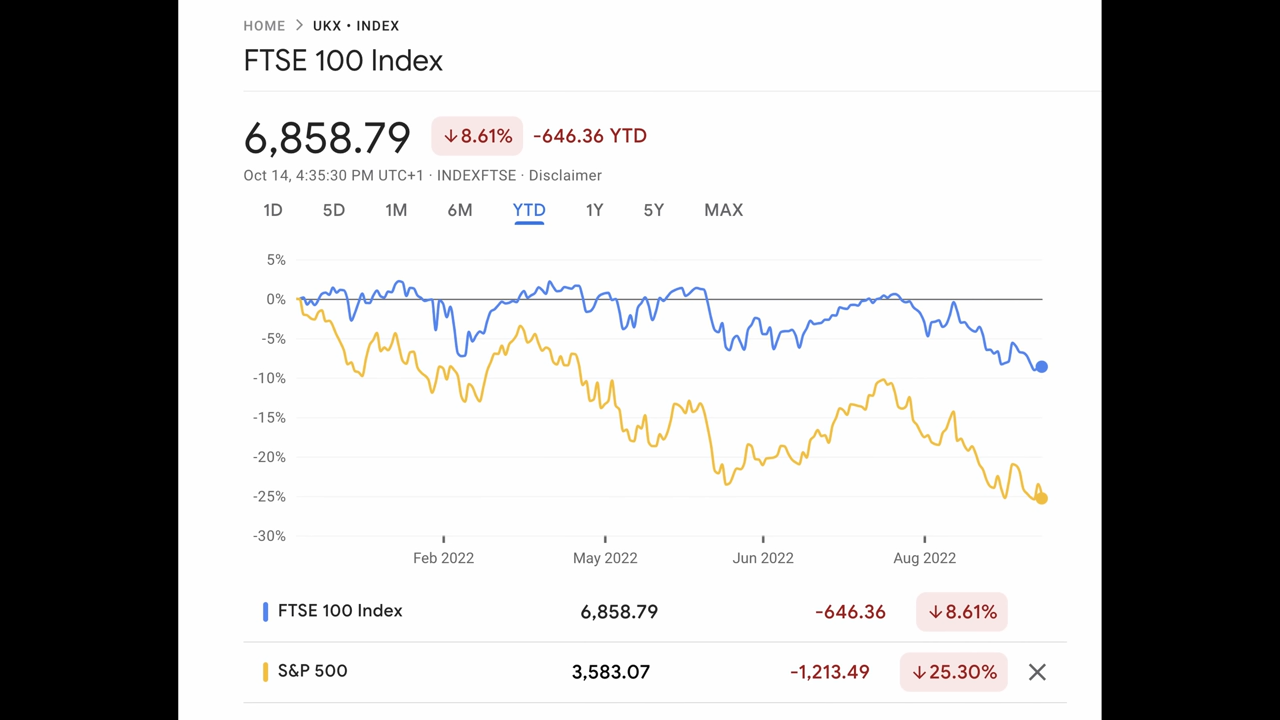 HOME > UKX • INDEX
FTSE 100 Index
6,858.79 ↓8.61% -646.36 YTD
Oct 14, 4:35:30 PM UTC+1 · INDEXFTSE · Disclaimer
1D 5D 1M 6M YTD 1Y 5Y MAX
5%
0%
-5%
-10%
-15%
-20%
-25%
-30%
Feb 2022 May 2022 Jun 2022 Aug 2022
FTSE 100 Index 6,858.79 -646.36 ↓8.61%
S&P 500 3,583.07 -1,213.49 ↓25.30%